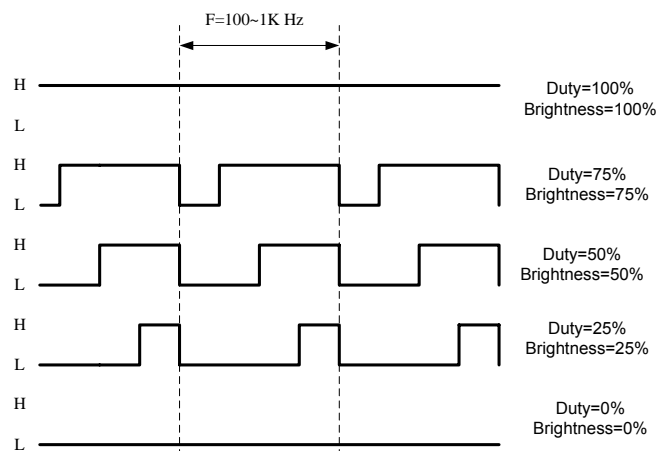 F=100~1K Hz
H
L
Duty=100%
Brightness=100%
H
L
Duty=75%
Brightness=75%
H
L
Duty=50%
Brightness=50%
H
L
Duty=25%
Brightness=25%
H
L
Duty=0%
Brightness=0%